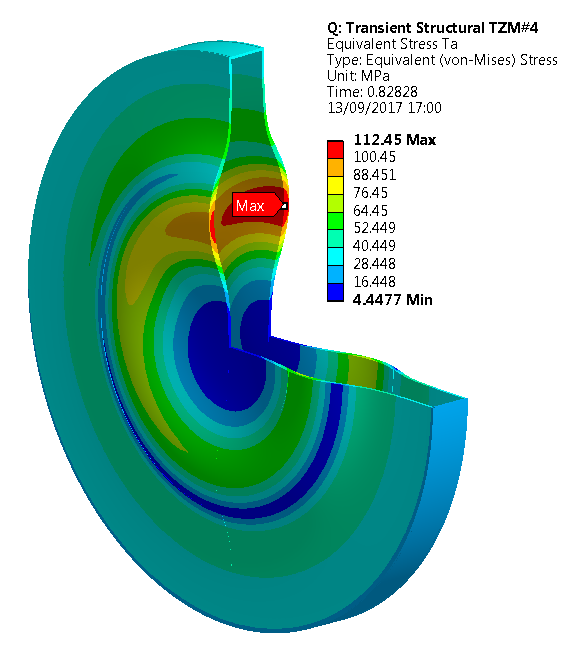 Q: Transient Structural TZM#4
Equivalent Stress Ta
Type: Equivalent (von-Mises) Stress
Unit: MPa
Time: 0.82828
13/09/2017 17:00
112.45 Max
100.45
88.451
76.45
64.45
52.449
40.449
28.448
16.448
4.4477 Min
Max